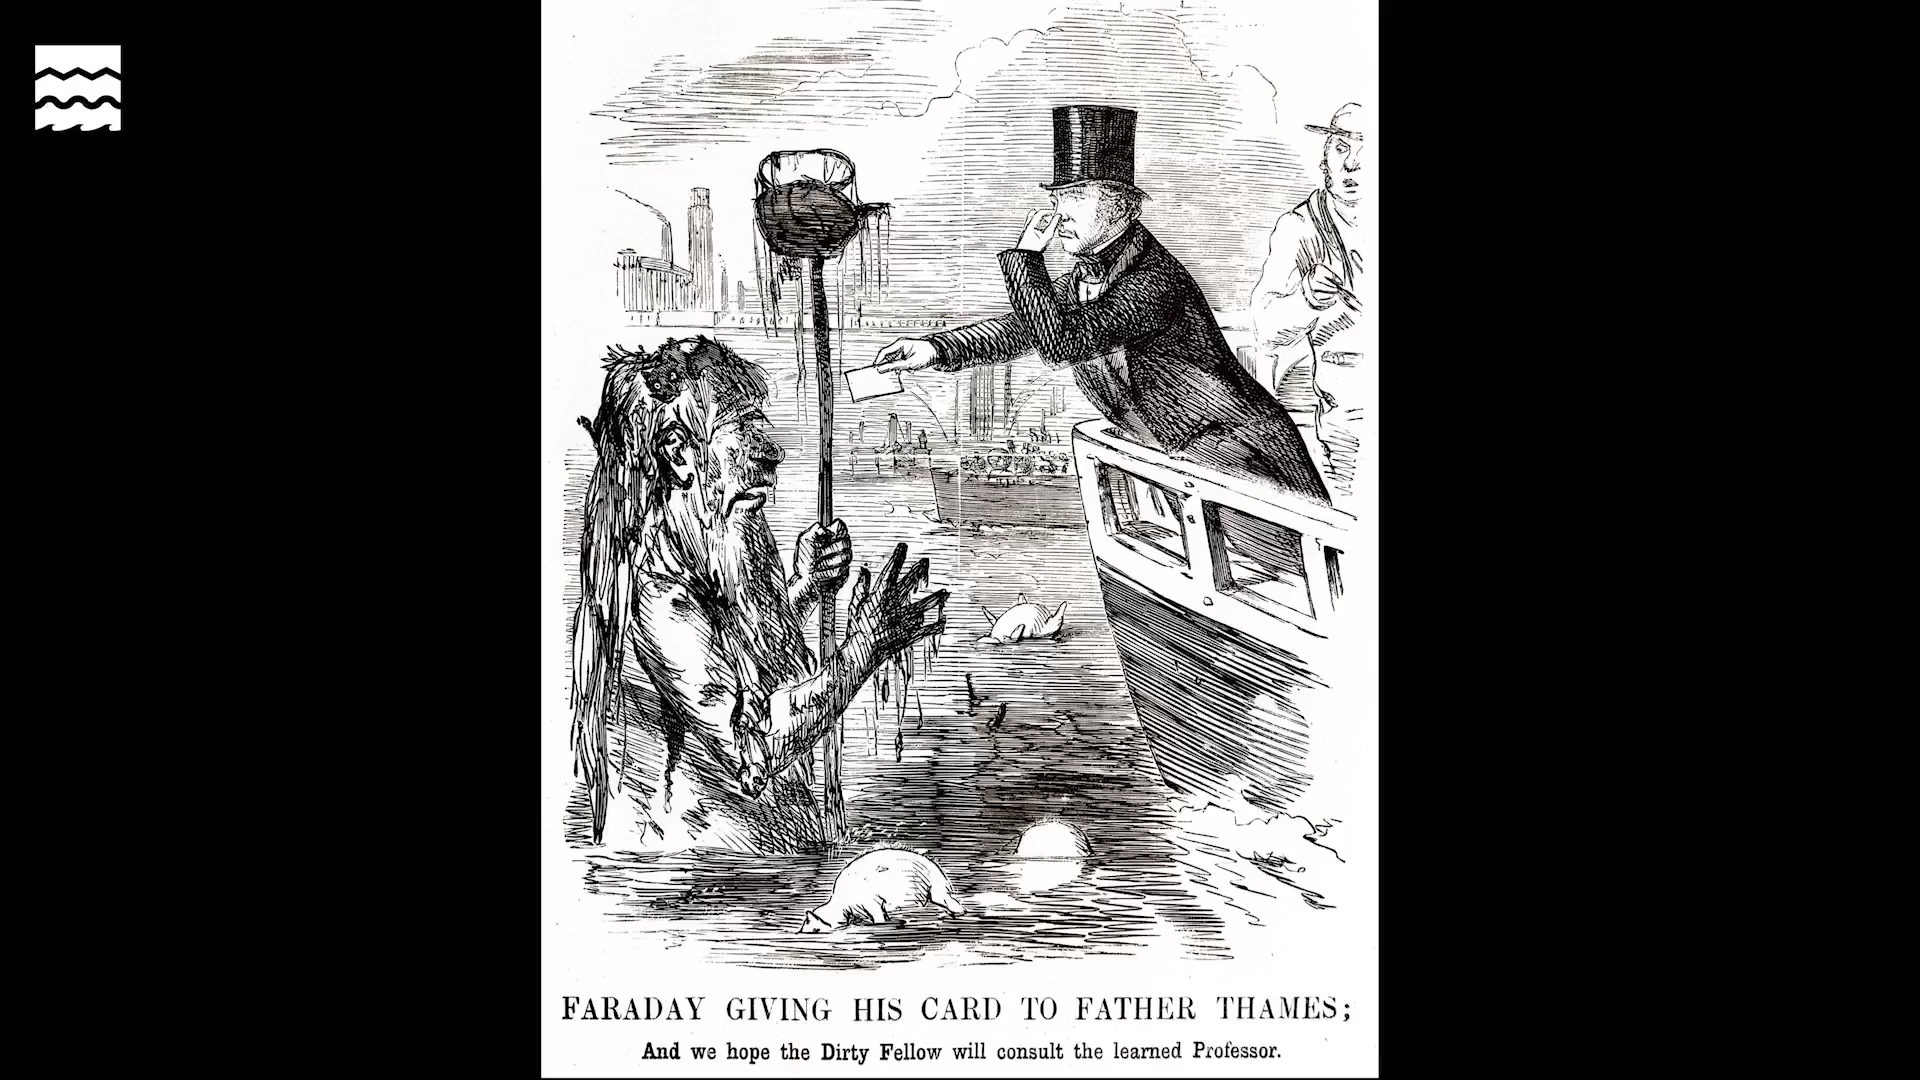 FARADAY GIVING HIS CARD TO FATHER THAMES;
And we hope the Dirty Fellow will consult the learned Professor.